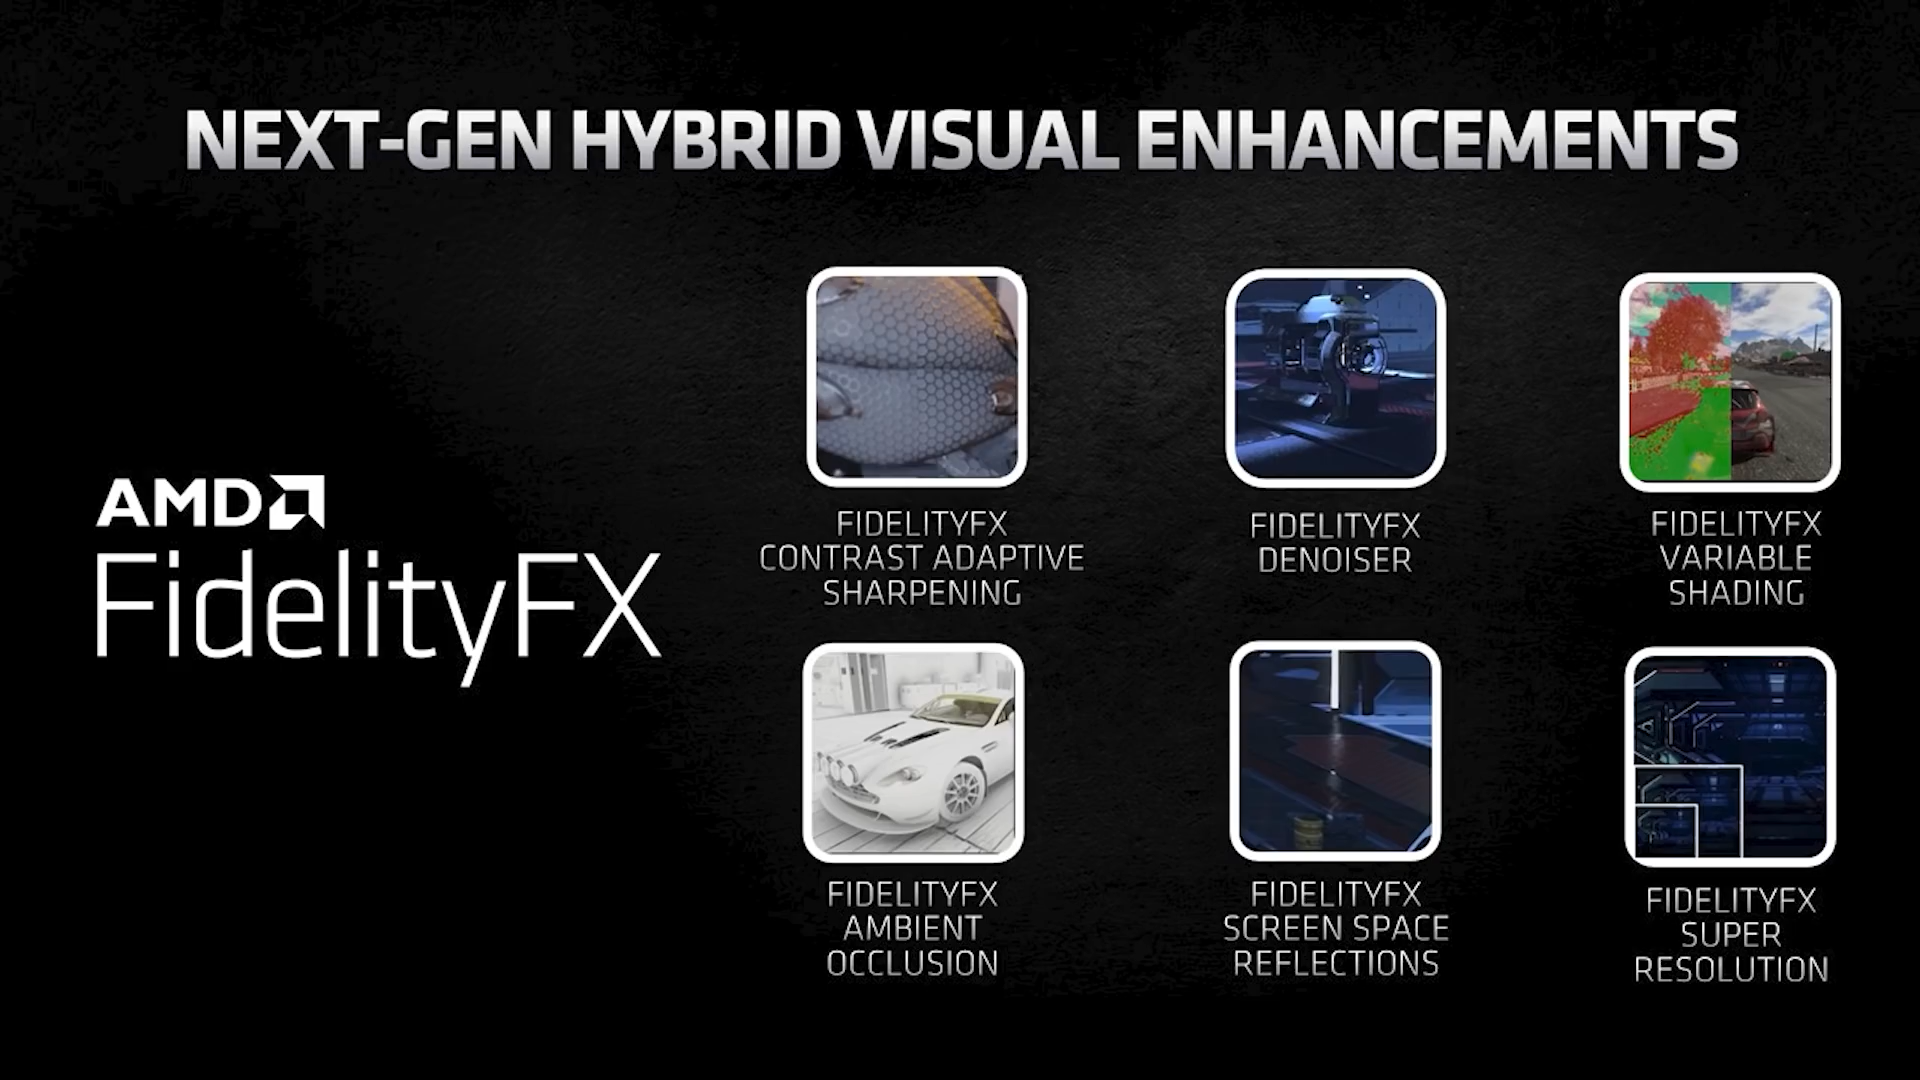 NEXT-GEN HYBRID VISUAL ENHANCEMENTS
AMD
FidelityFX
FIDELITYFX
CONTRAST ADAPTIVE
SHARPENING
FIDELITYFX
DENOISER
FIDELITYFX
VARIABLE
SHADING
FIDELITYFX
AMBIENT
OCCLUSION
FIDELITYFX
SCREEN SPACE
REFLECTIONS
FIDELITYFX
SUPER
RESOLUTION